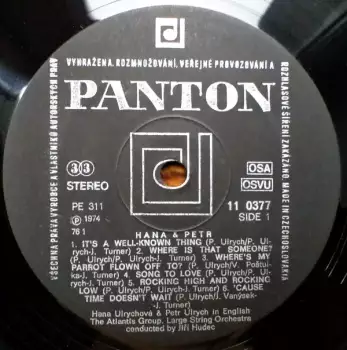 VYHRAŽENA. ROZMNOŽOVÁNÍ, VEŘEJNÉ PROVOZOVÁNÍ A
ROZHLASOVÉ ŠÍŘENÍ ZAKÁZÁNO. MADE IN CZECHOSLOVAKIA
VŠECHNA PRÁVA VÝROBCE A VLASTNÍKŮ AUTORSKÝCH PRÁV
PANTON
33
STEREO
PE 311
Ⓟ 1974
76 1
OSA
OSVU
11 0377
SIDE 1
HANA & PETR
1. IT'S A WELL-KNOWN THING (P. Ulrych/P. Ul-
rych-J. Turner) 2. WHERE IS THAT SOMEONE?
(P. Ulrych/P. Ulrych-J. Turner) 3. WHERE'S MY
PARROT FLOWN OFF TO? (P. Ulrych/V. Poštul-
ka-J. Turner) 4. SONG TO LOVE (P. Ulrych/P. Ul-
rych-J. Turner) 5. ROCKING HIGH AND ROCKING
LOW (P. Ulrych/P. Ulrych-J. Turner) 6. 'CAUSE
TIME DOESN'T WAIT (P. Ulrych/J. Vanýsek-
J. Turner)
Hana Ulrychová & Petr Ulrych in English
The Atlantis Group, Large String Orchestra
conducted by Jiří Hudec